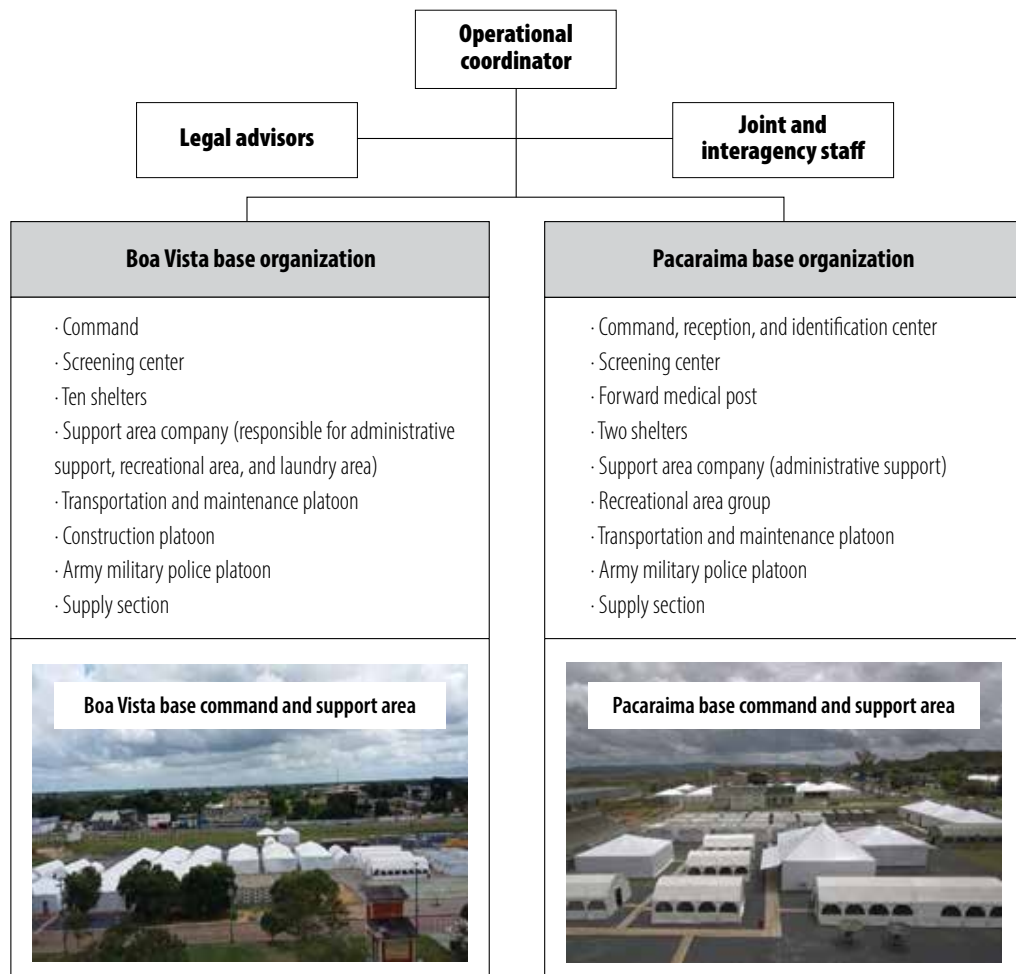 Operational
coordinator
Legal advisors
Joint and
interagency staff
Boa Vista base organization
· Command
· Screening center
· Ten shelters
· Support area company (responsible for administrative
support, recreational area, and laundry area)
· Transportation and maintenance platoon
· Construction platoon
· Army military police platoon
· Supply section
Boa Vista base command and support area
Pacaraima base organization
· Command, reception, and identification center
· Screening center
· Forward medical post
· Two shelters
· Support area company (administrative support)
· Recreational area group
· Transportation and maintenance platoon
· Army military police platoon
· Supply section
Pacaraima base command and support area